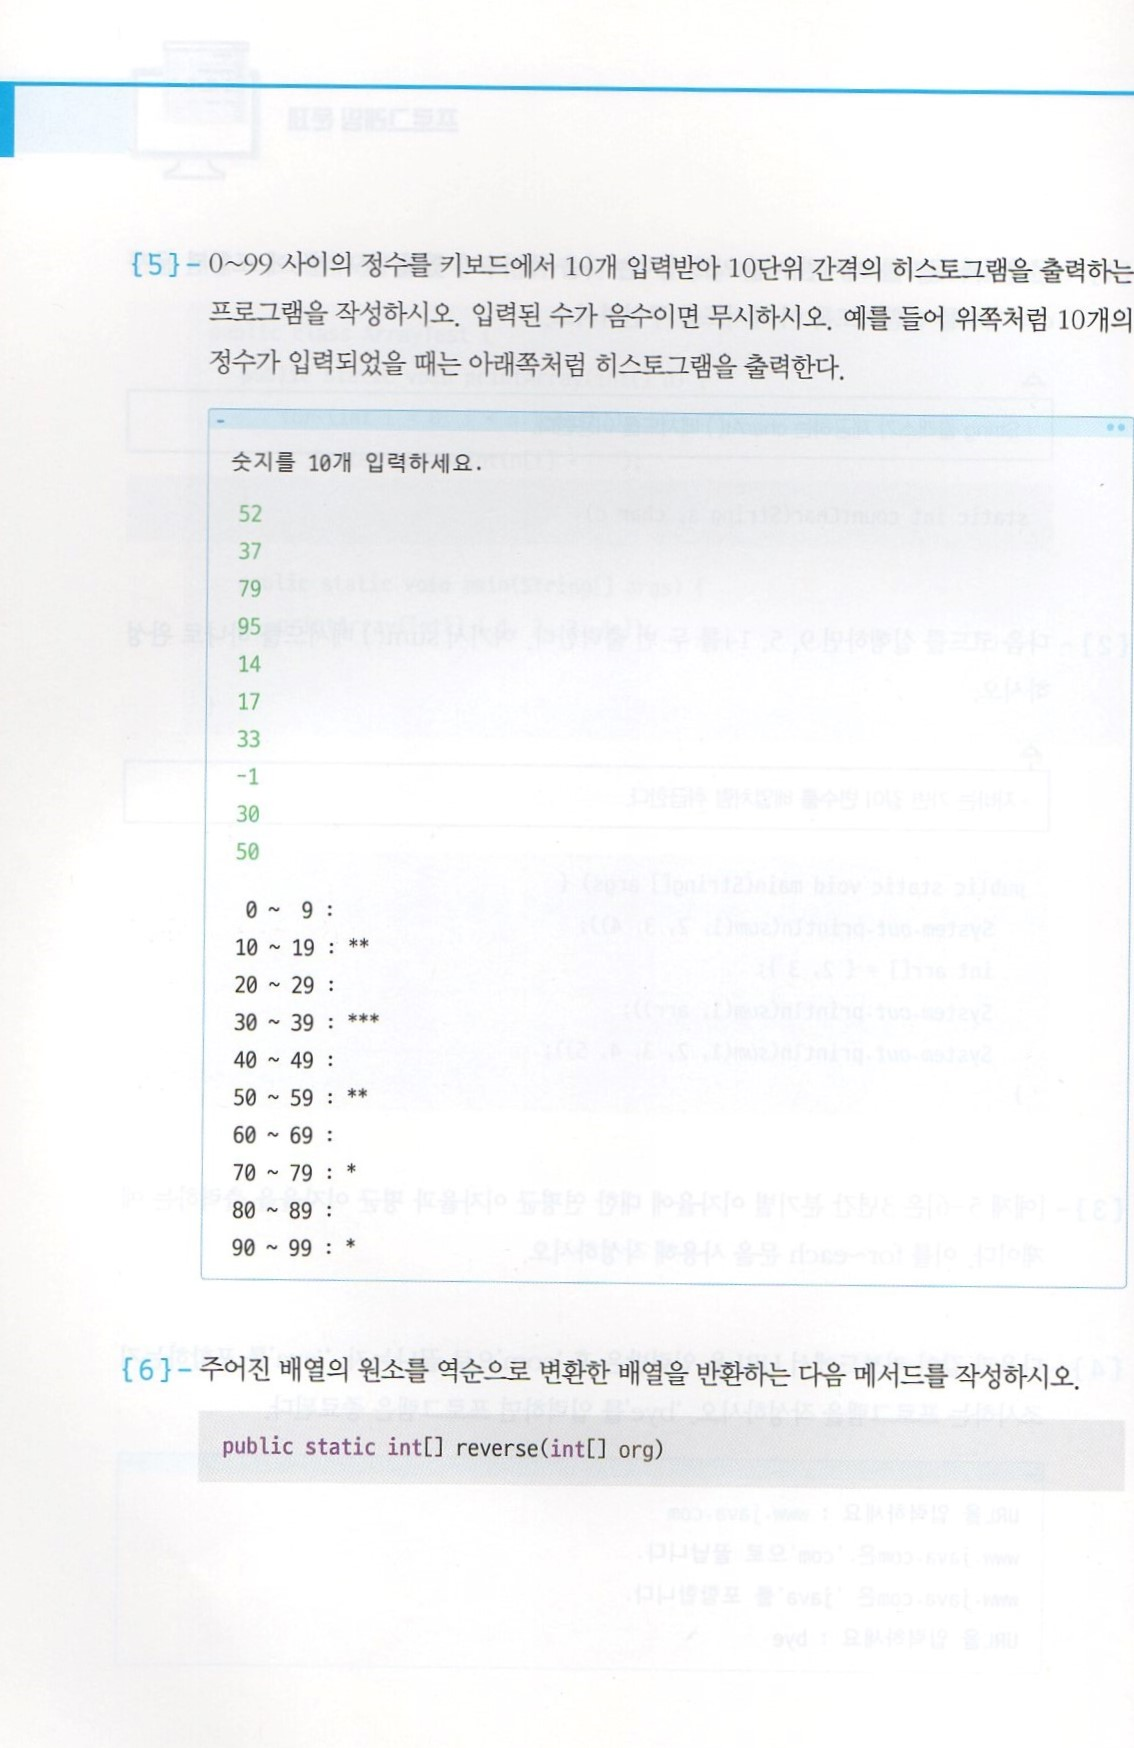 {5}- 0~99 사이의 정수를 키보드에서 10개 입력받아 10단위 간격의 히스토그램을 출력하는
프로그램을 작성하시오. 입력된 수가 음수이면 무시하시오. 예를 들어 위쪽처럼 10개의
정수가 입력되었을 때는 아래쪽처럼 히스토그램을 출력한다.
숫지를 10개 입력하세요.
52
37
79
95
14
17
33
-1
30
50
0 ~ 9 :
10 ~ 19 : **
20 ~ 29 :
30 ~ 39 : ***
40 ~ 49 :
50 ~ 59 : **
60 ~ 69 :
70 ~ 79 : *
80 ~ 89 :
90 ~ 99 : *
{6}- 주어진 배열의 원소를 역순으로 변환한 배열을 반환하는 다음 메서드를 작성하시오.
public static int[] reverse(int[] org)